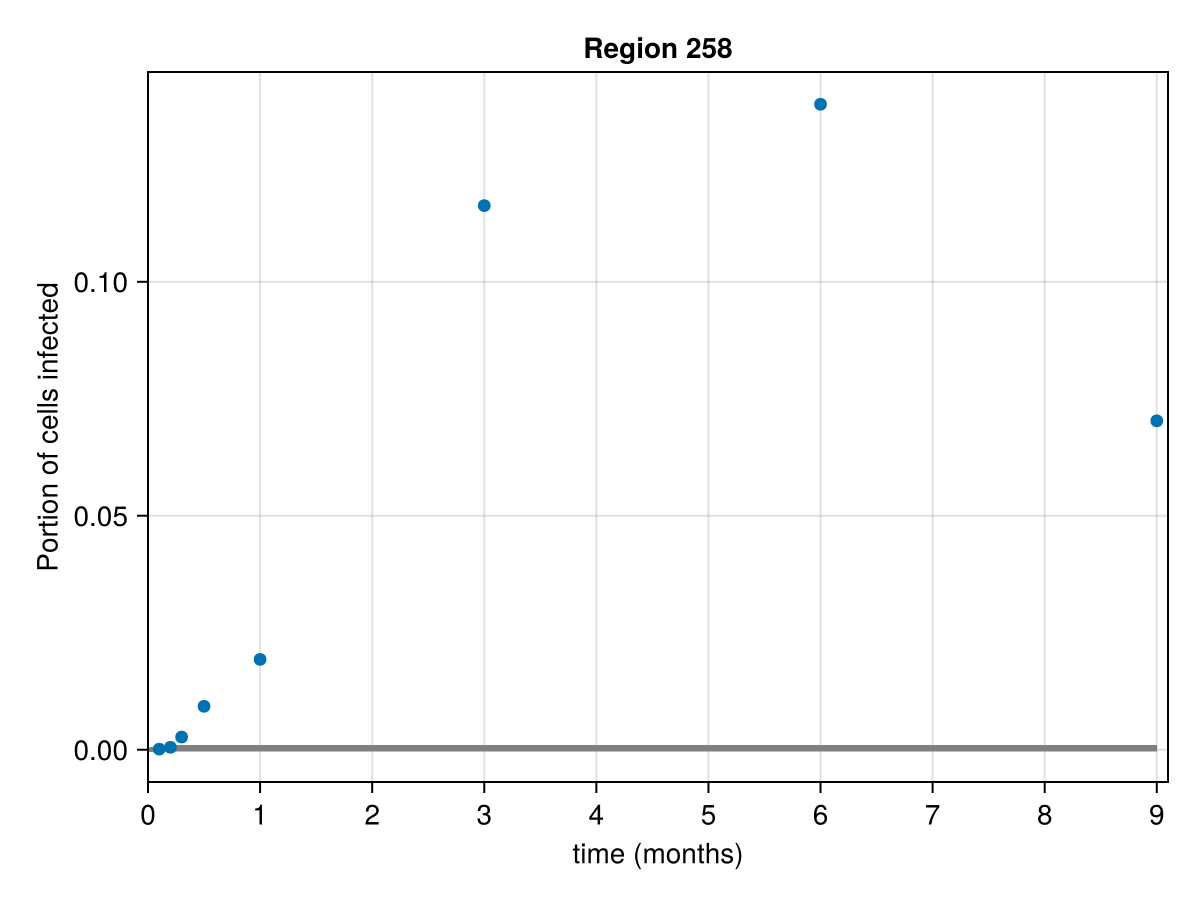 Region 258
Portion of cells infected
0.10
0.05
0.00
0 1 2 3 4 5 6 7 8 9
time (months)